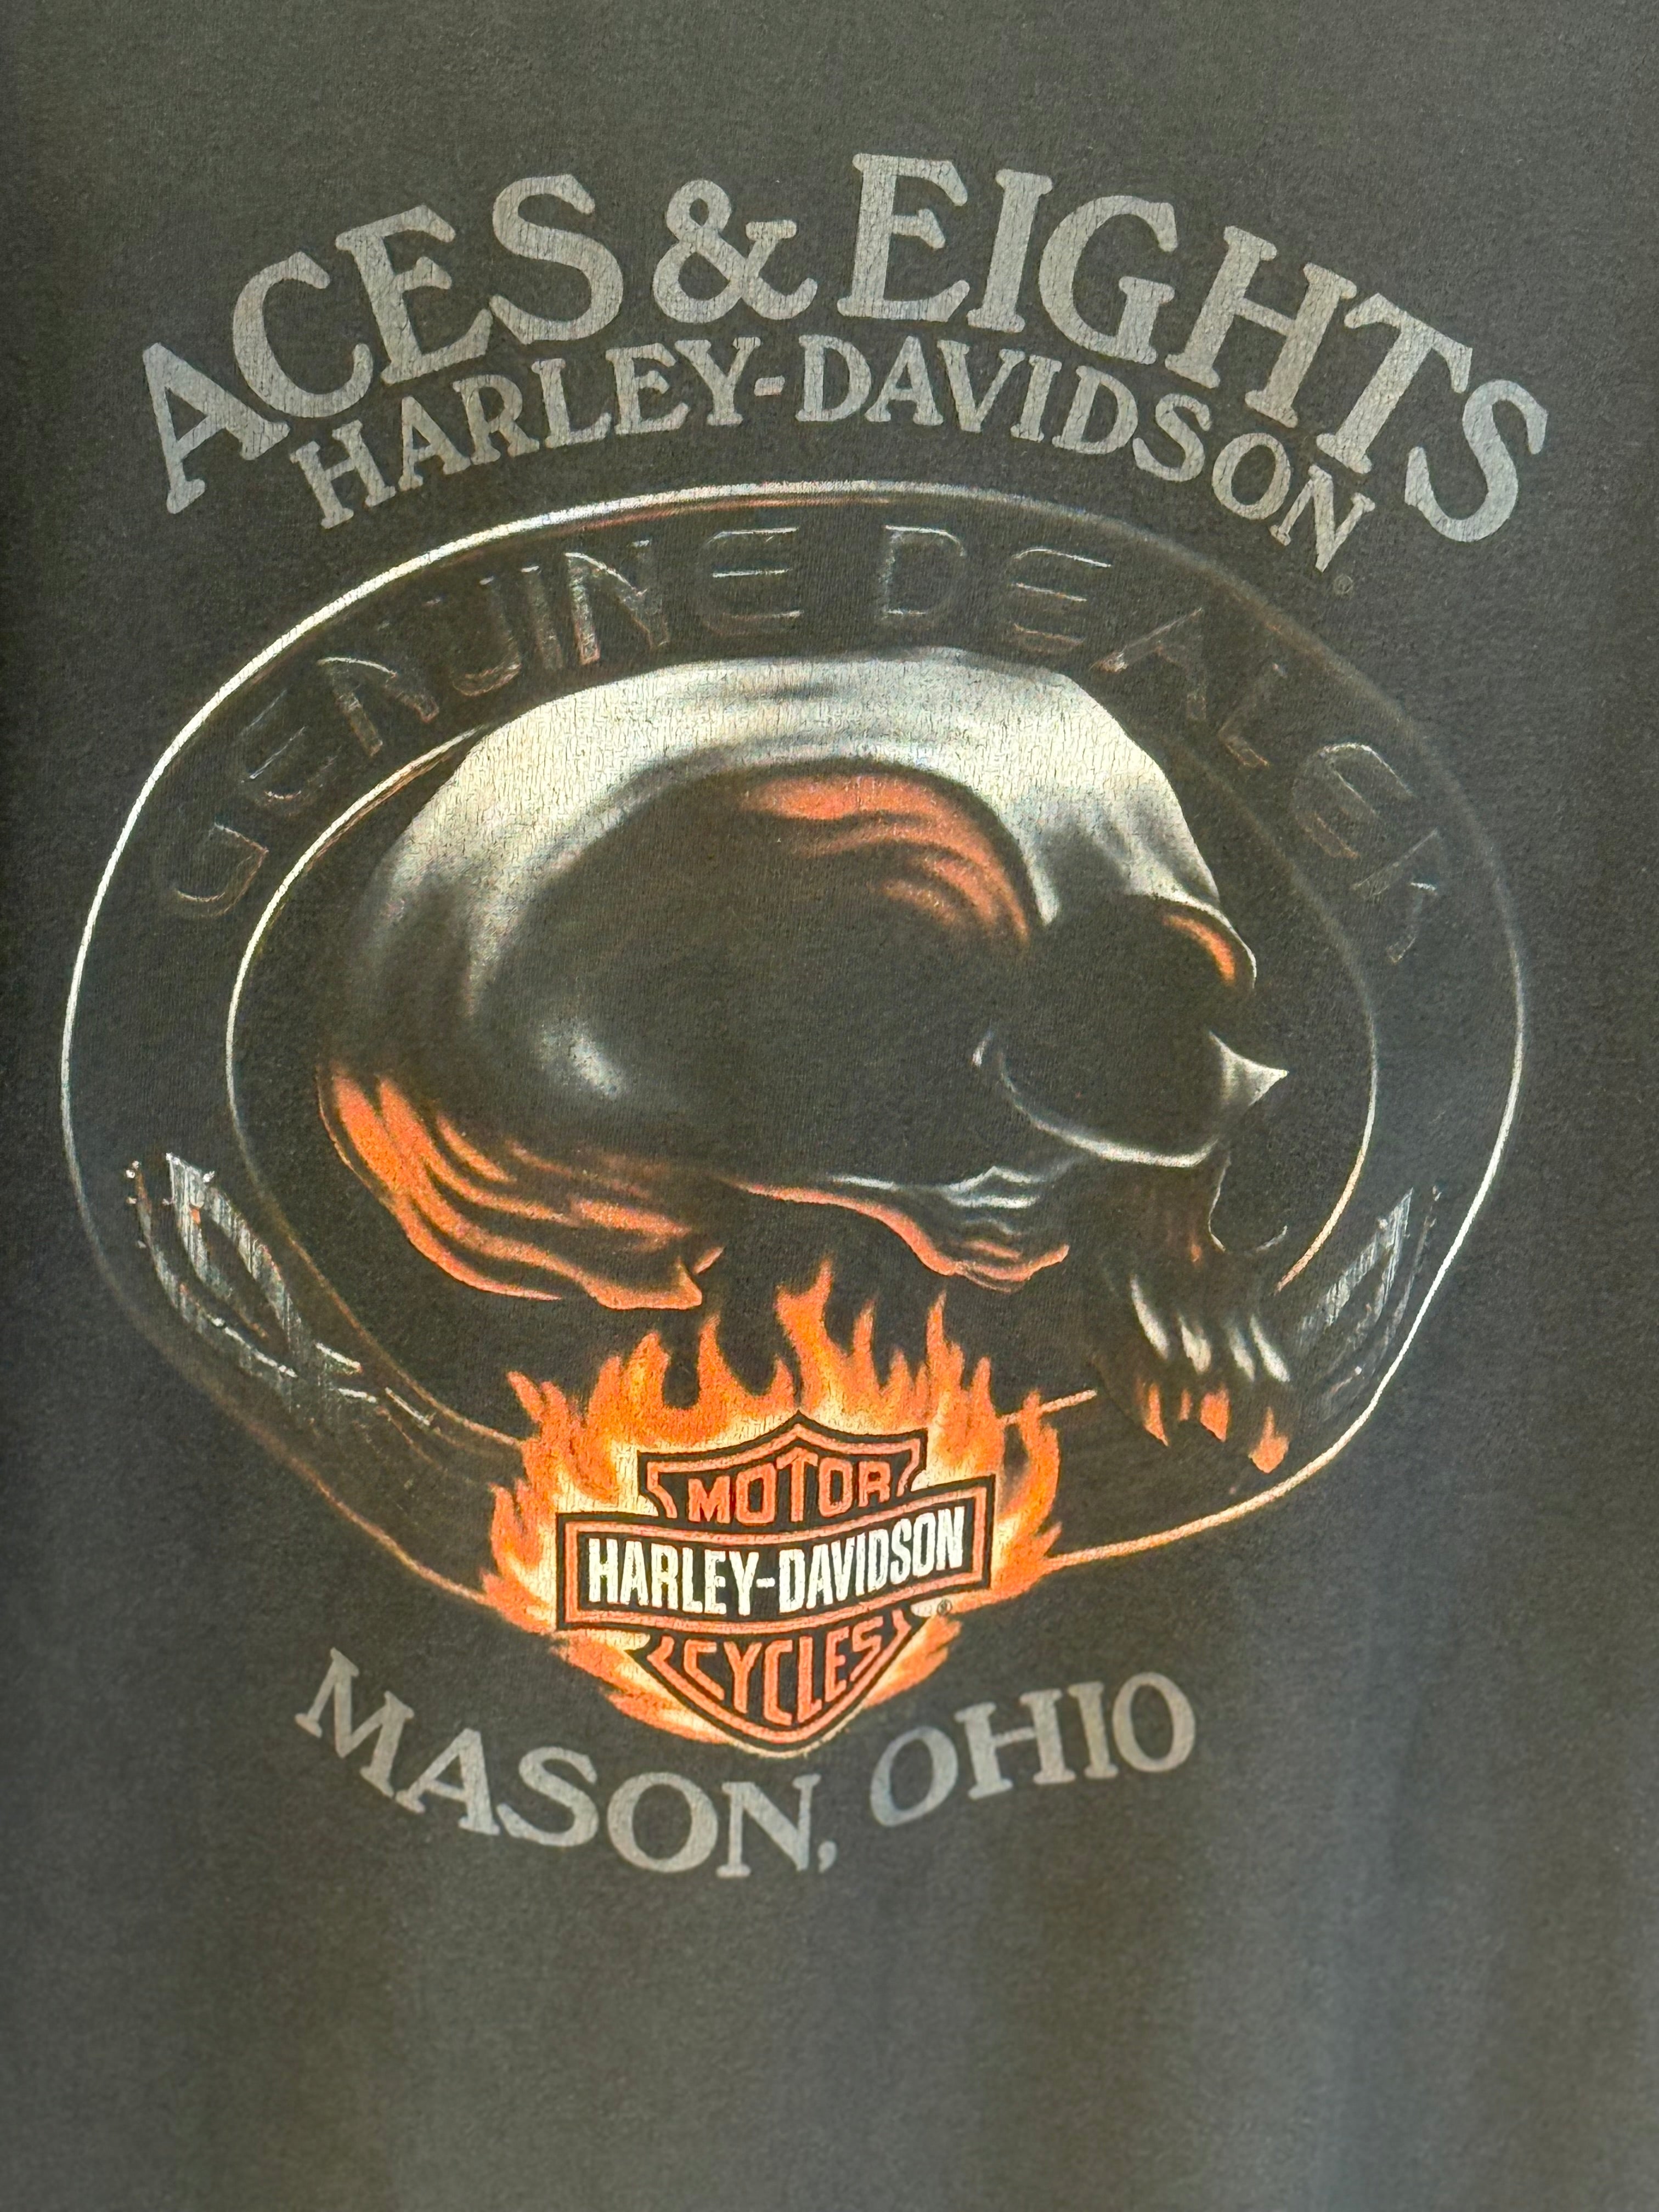 ACES & EIGHTS
HARLEY-DAVIDSON®
GENUINE DEALER
MOTOR
HARLEY-DAVIDSON®
CYCLES
MASON, OHIO